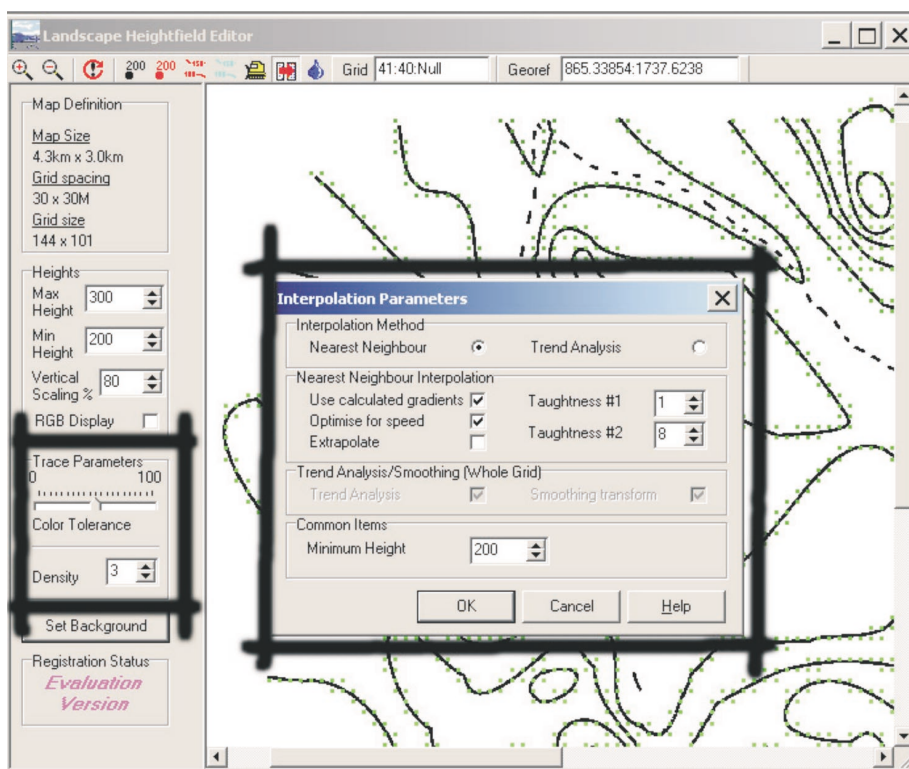 Landscape Heightfield Editor
200 200 Grid 41:40:Null Georef 865.33854:1737.6238
Map Definition
Map Size
4.3km x 3.0km
Grid spacing
30 x 30M
Grid size
144 x 101
Heights
Max Height 300
Min Height 200
Vertical Scaling % 80
RGB Display
Trace Parameters
0 100
Color Tolerance
Density 3
Set Background
Registration Status
Evaluation
Version
Interpolation Parameters
Interpolation Method
Nearest Neighbour Trend Analysis
Nearest Neighbour Interpolation
Use calculated gradients Taughtness #1 1
Optimise for speed
Extrapolate Taughtness #2 8
Trend Analysis/Smoothing (Whole Grid)
Trend Analysis Smoothing transform
Common Items
Minimum Height 200
OK Cancel Help